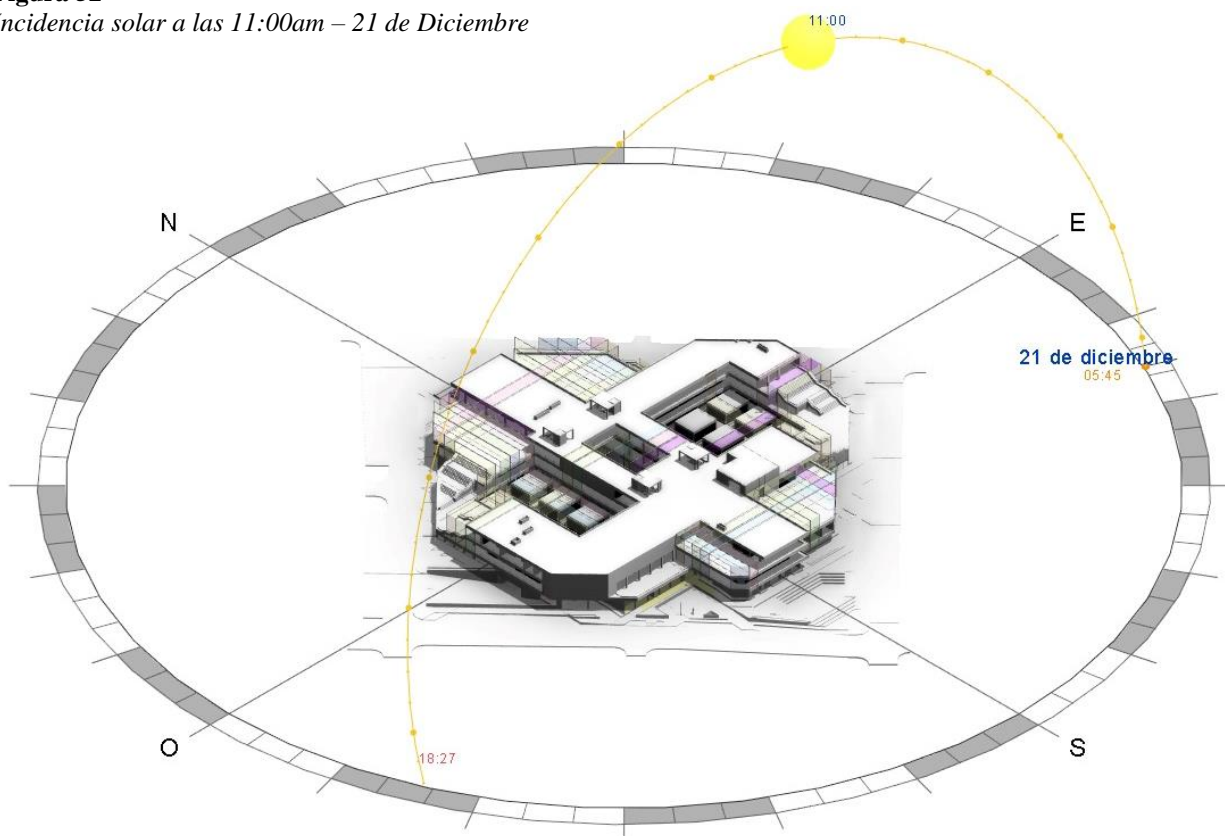 Incidencia solar a las 11:00am – 21 de Diciembre
11:00
N
E
21 de diciembre
05:45
O
S
18:27